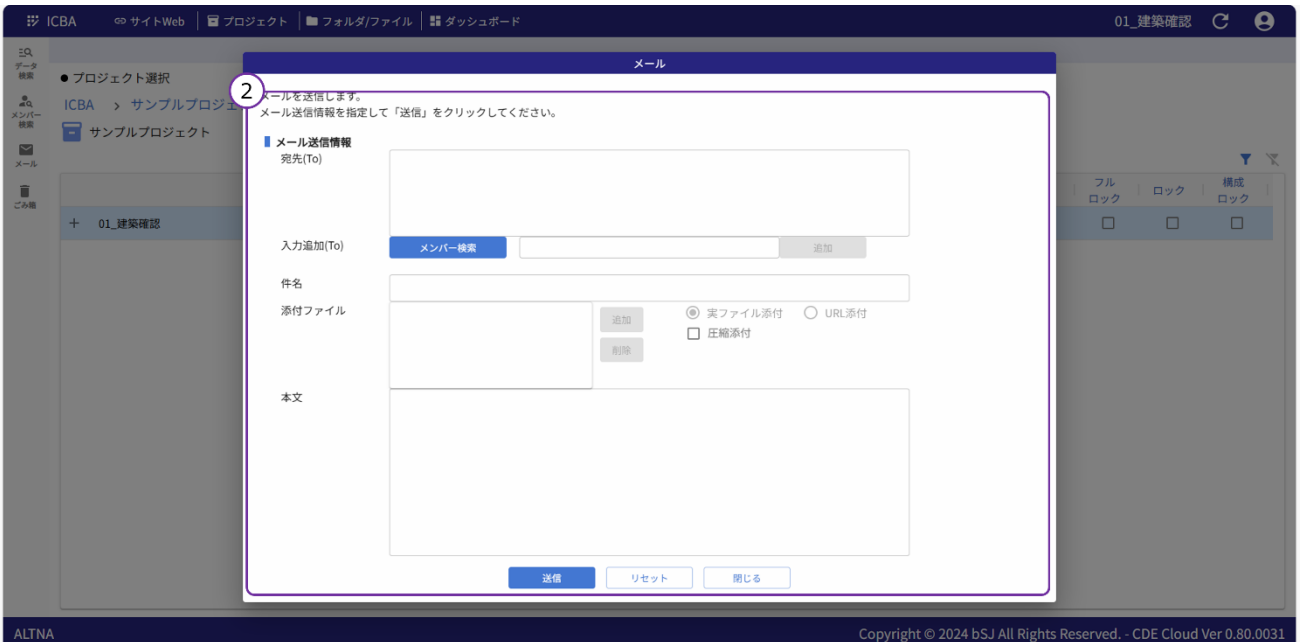 ICBA サイトWeb プロジェクト フォルダ/ファイル ダッシュボード 01_建築確認
データ
検索
メンバー
検索
メール
ごみ箱
プロジェクト選択
ICBA > サンプルプロジェ
サンプルプロジェクト
01_建築確認
フル
ロック
ロック
構成
ロック
メール
2
メールを送信します。
メール送信情報を指定して「送信」をクリックしてください。
メール送信情報
宛先(To)
入力追加(To) メンバー検索 追加
件名
添付ファイル 追加 実ファイル添付 URL添付
圧縮添付
削除
本文
送信 リセット 閉じる
ALTNA Copyright © 2024 bSJ All Rights Reserved. - CDE Cloud Ver 0.80.0031